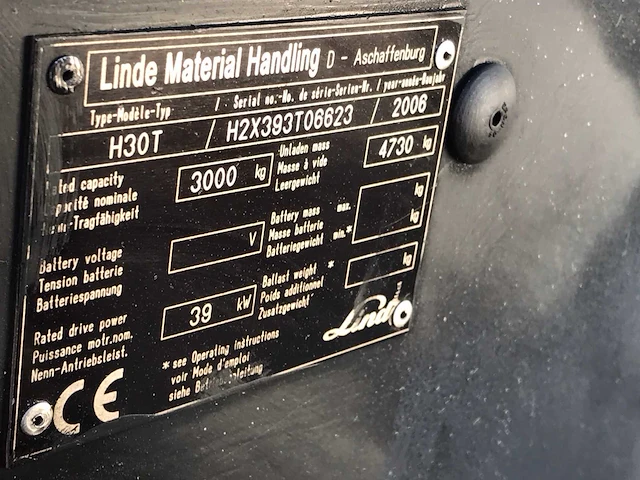 Linde Material Handling D - Aschaffenburg
Type-Modèle-Typ / Serial no.-No. de série-Serien-Nr. / year-année-Baujahr
H30T / H2X393T06623 / 2006
capacity 3000 kg
nominale
Tragfähigkeit
Unladen mass 4730 kg
Masse à vide
Leergewicht
Battery voltage V
Tension batterie
Batteriespannung
Battery mass max. kg
Masse batterie
Batteriegewicht min.* kg
Rated drive power 39 kW
Puissance motr.nom.
Nenn-Antriebsleist.
Ballast weight * kg
Poids additionnel
Zusatzgewicht
* see Operating instructions
voir Mode d'emploi
siehe Betriebsanleitung
Linde
CE